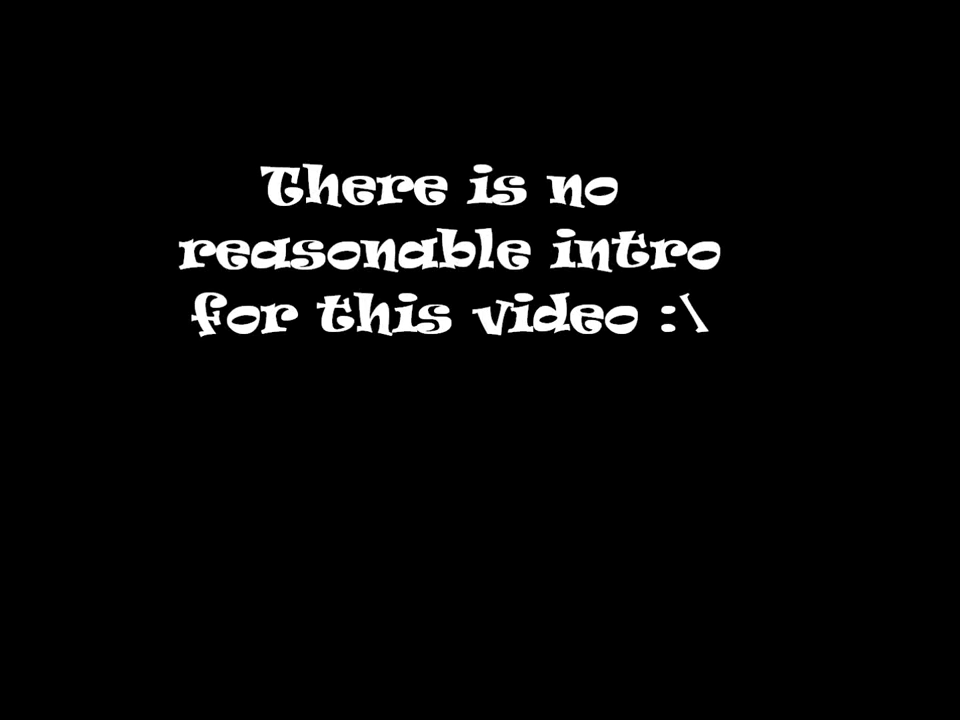 There is no
reasonable intro
for this video :\